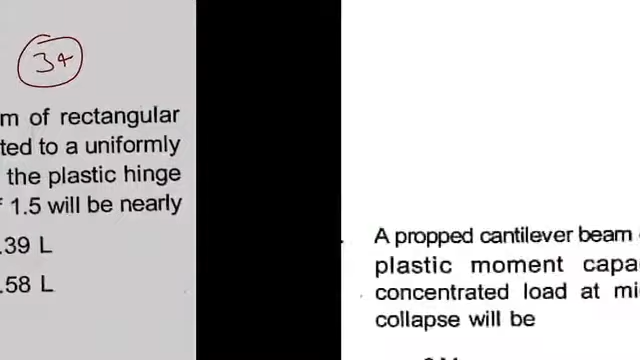 34
m of rectangular
ted to a uniformly
the plastic hinge
1.5 will be nearly
.39 L
.58 L
A propped cantilever beam
plastic moment capa
concentrated load at mi
collapse will be